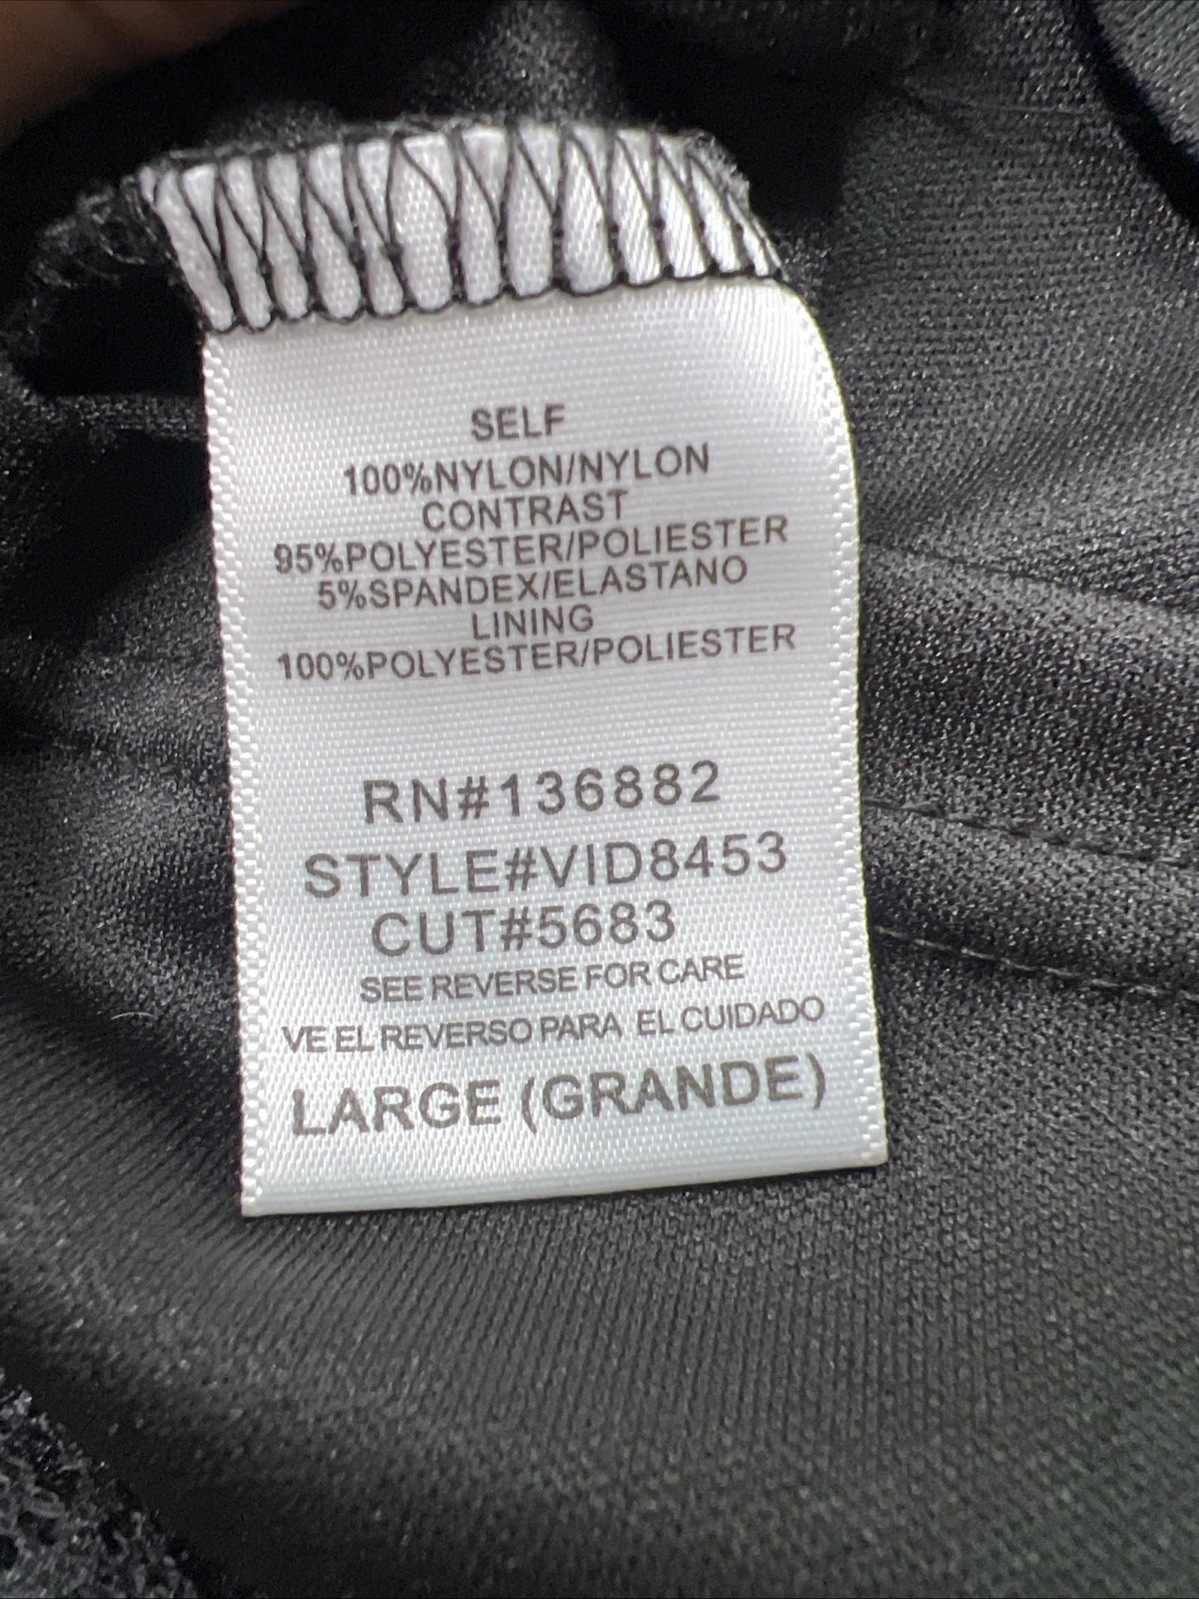 SELF
100%NYLON/NYLON
CONTRAST
95%POLYESTER/POLIESTER
5%SPANDEX/ELASTANO
LINING
100%POLYESTER/POLIESTER
RN#136882
STYLE#VID8453
CUT#5683
SEE REVERSE FOR CARE
VE EL REVERSO PARA EL CUIDADO
LARGE (GRANDE)